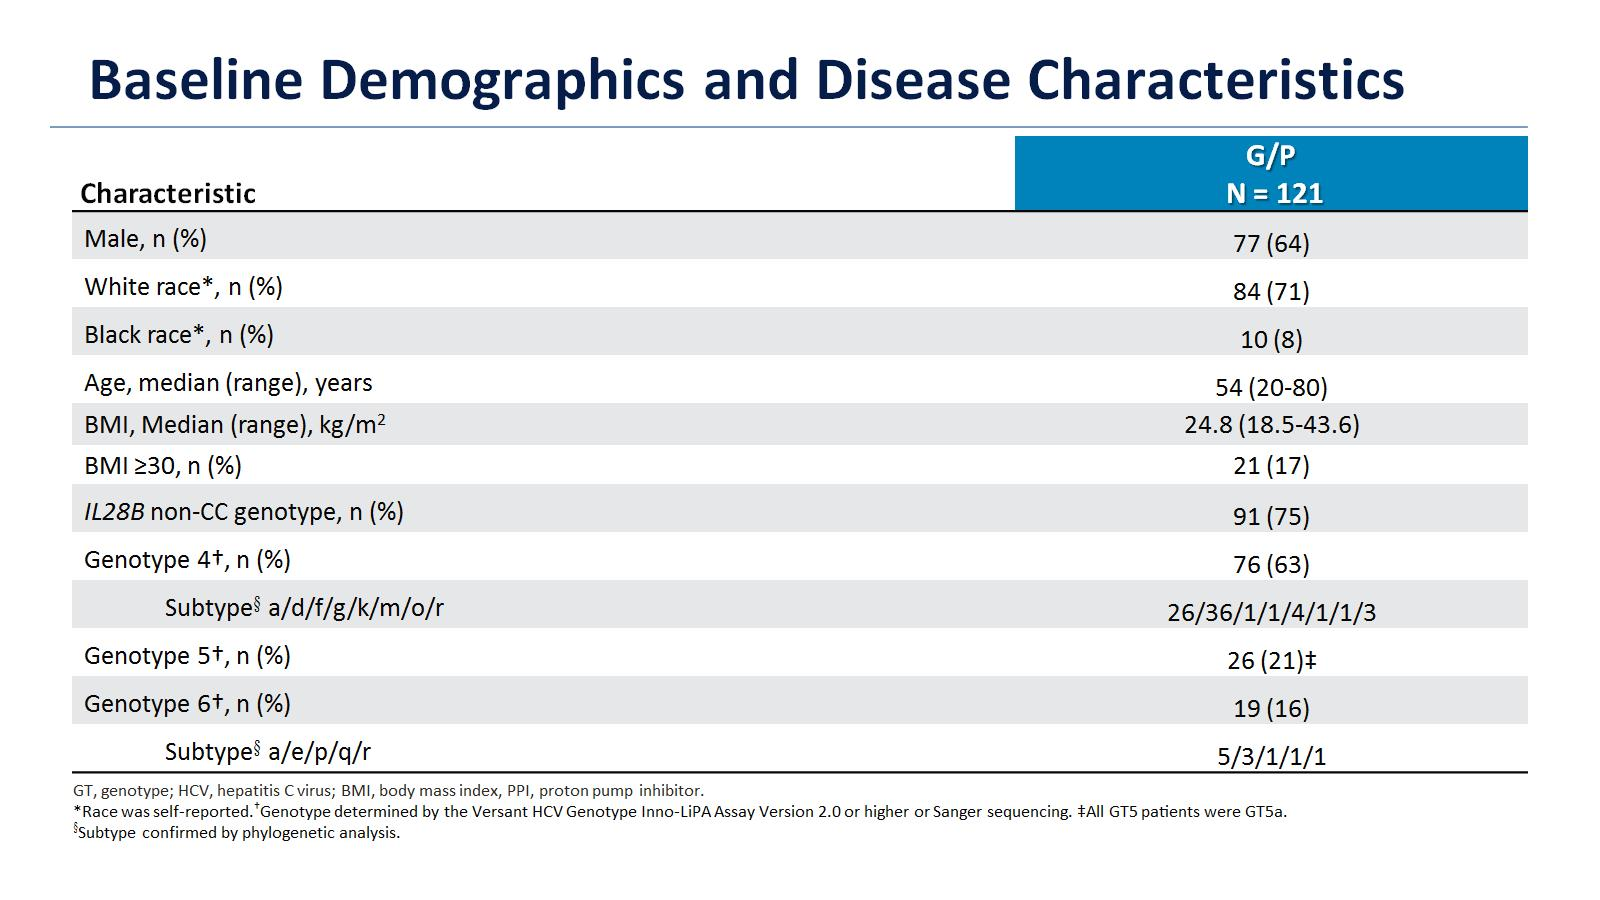 Baseline Demographics and Disease Characteristics
G/P
Characteristic N = 121
Male, n (%) 77 (64)
White race*, n (%) 84 (71)
Black race*, n (%) 10 (8)
Age, median (range), years 54 (20-80)
BMI, Median (range), kg/m² 24.8 (18.5-43.6)
BMI ≥30, n (%) 21 (17)
IL28B non-CC genotype, n (%) 91 (75)
Genotype 4†, n (%) 76 (63)
Subtype§ a/d/f/g/k/m/o/r 26/36/1/1/4/1/1/3
Genotype 5†, n (%) 26 (21)‡
Genotype 6†, n (%) 19 (16)
Subtype§ a/e/p/q/r 5/3/1/1/1
GT, genotype; HCV, hepatitis C virus; BMI, body mass index, PPI, proton pump inhibitor.
*Race was self-reported. †Genotype determined by the Versant HCV Genotype Inno-LiPA Assay Version 2.0 or higher or Sanger sequencing. ‡All GT5 patients were GT5a.
§Subtype confirmed by phylogenetic analysis.